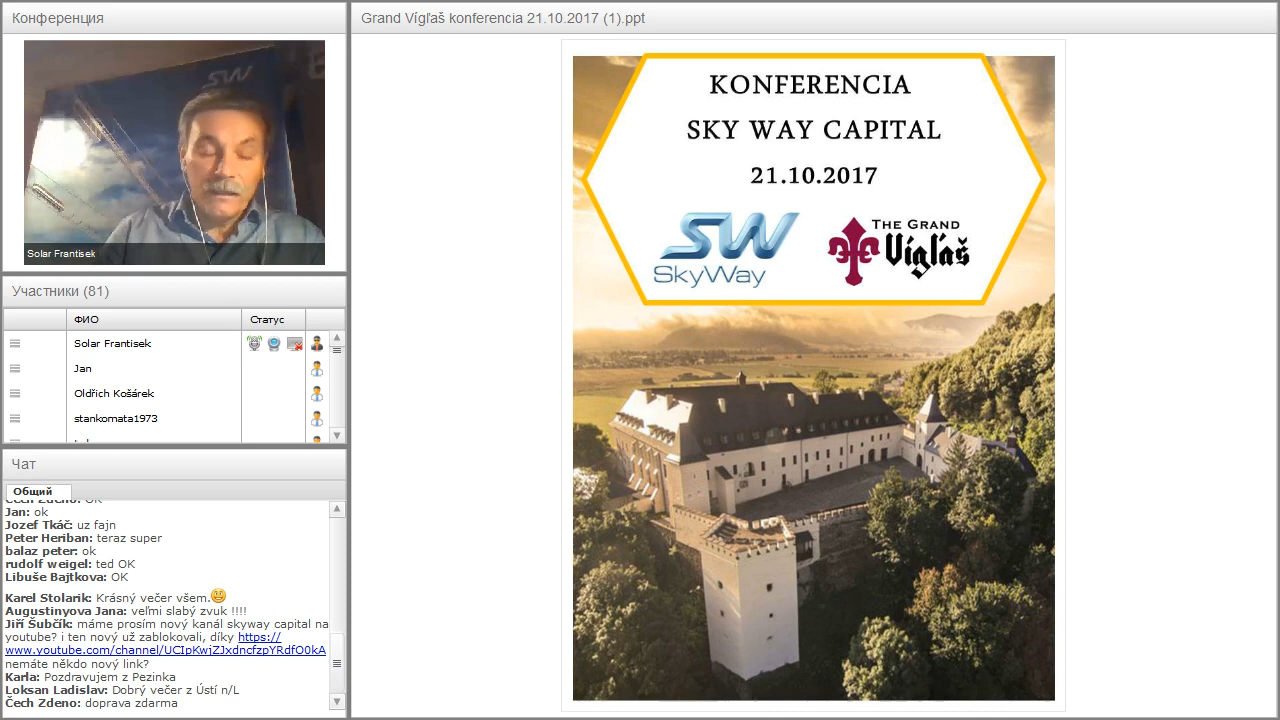 Конференция
SW
Solar Frantisek
Участники (81)
ФИО
Статус
Solar Frantisek
Jan
Oldřich Košárek
stankomata1973
Чат
Общий
Čech Zdeno: OK
Jan: ok
Jozef Tkáč: uz fajn
Peter Heriban: teraz super
balaz peter: ok
rudolf weigel: ted OK
Libuše Bajtkova: OK
Karel Stolarik: Krásný večer všem.
Augustinyova Jana: veľmi slabý zvuk !!!!
Jiří Šubčík: máme prosím nový kanál skyway capital na
youtube? i ten nový už zablokovali, díky https://
www.youtube.com/channel/UCIpKwjZJxdncfzpYRdfO0kA
nemáte někdo nový link?
Karla: Pozdravujem z Pezinka
Loksan Ladislav: Dobrý večer z Ústí n/L
Čech Zdeno: doprava zdarma
Grand Vígľaš konferencia 21.10.2017 (1).ppt
KONFERENCIA
SKY WAY CAPITAL
21.10.2017
SW
SkyWay
THE GRAND
Vígľaš